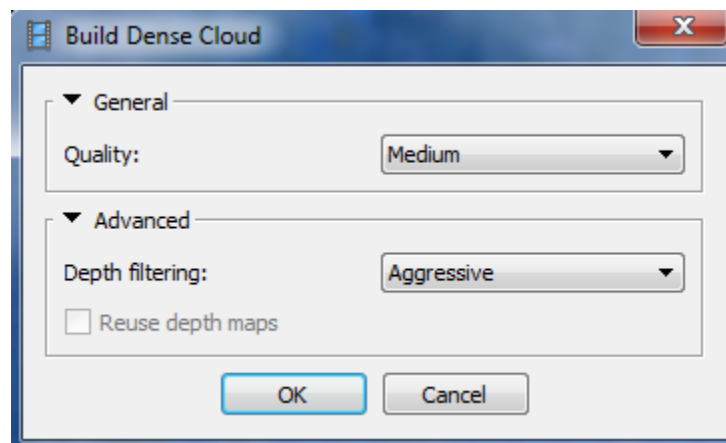 Build Dense Cloud
General
Quality: Medium
Advanced
Depth filtering: Aggressive
Reuse depth maps
OK Cancel